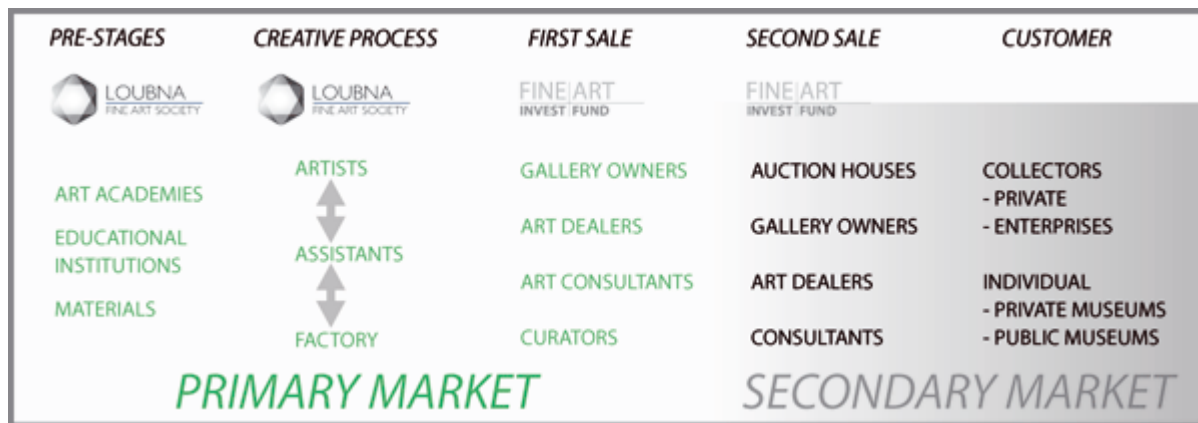 PRE-STAGES
CREATIVE PROCESS
FIRST SALE
SECOND SALE
CUSTOMER
LOUBNA
FINE ART SOCIETY
LOUBNA
FINE ART SOCIETY
FINE|ART
INVEST|FUND
FINE|ART
INVEST|FUND
ART ACADEMIES
EDUCATIONAL
INSTITUTIONS
MATERIALS
ARTISTS
ASSISTANTS
FACTORY
GALLERY OWNERS
ART DEALERS
ART CONSULTANTS
CURATORS
AUCTION HOUSES
GALLERY OWNERS
ART DEALERS
CONSULTANTS
COLLECTORS
- PRIVATE
- ENTERPRISES
INDIVIDUAL
- PRIVATE MUSEUMS
- PUBLIC MUSEUMS
PRIMARY MARKET
SECONDARY MARKET